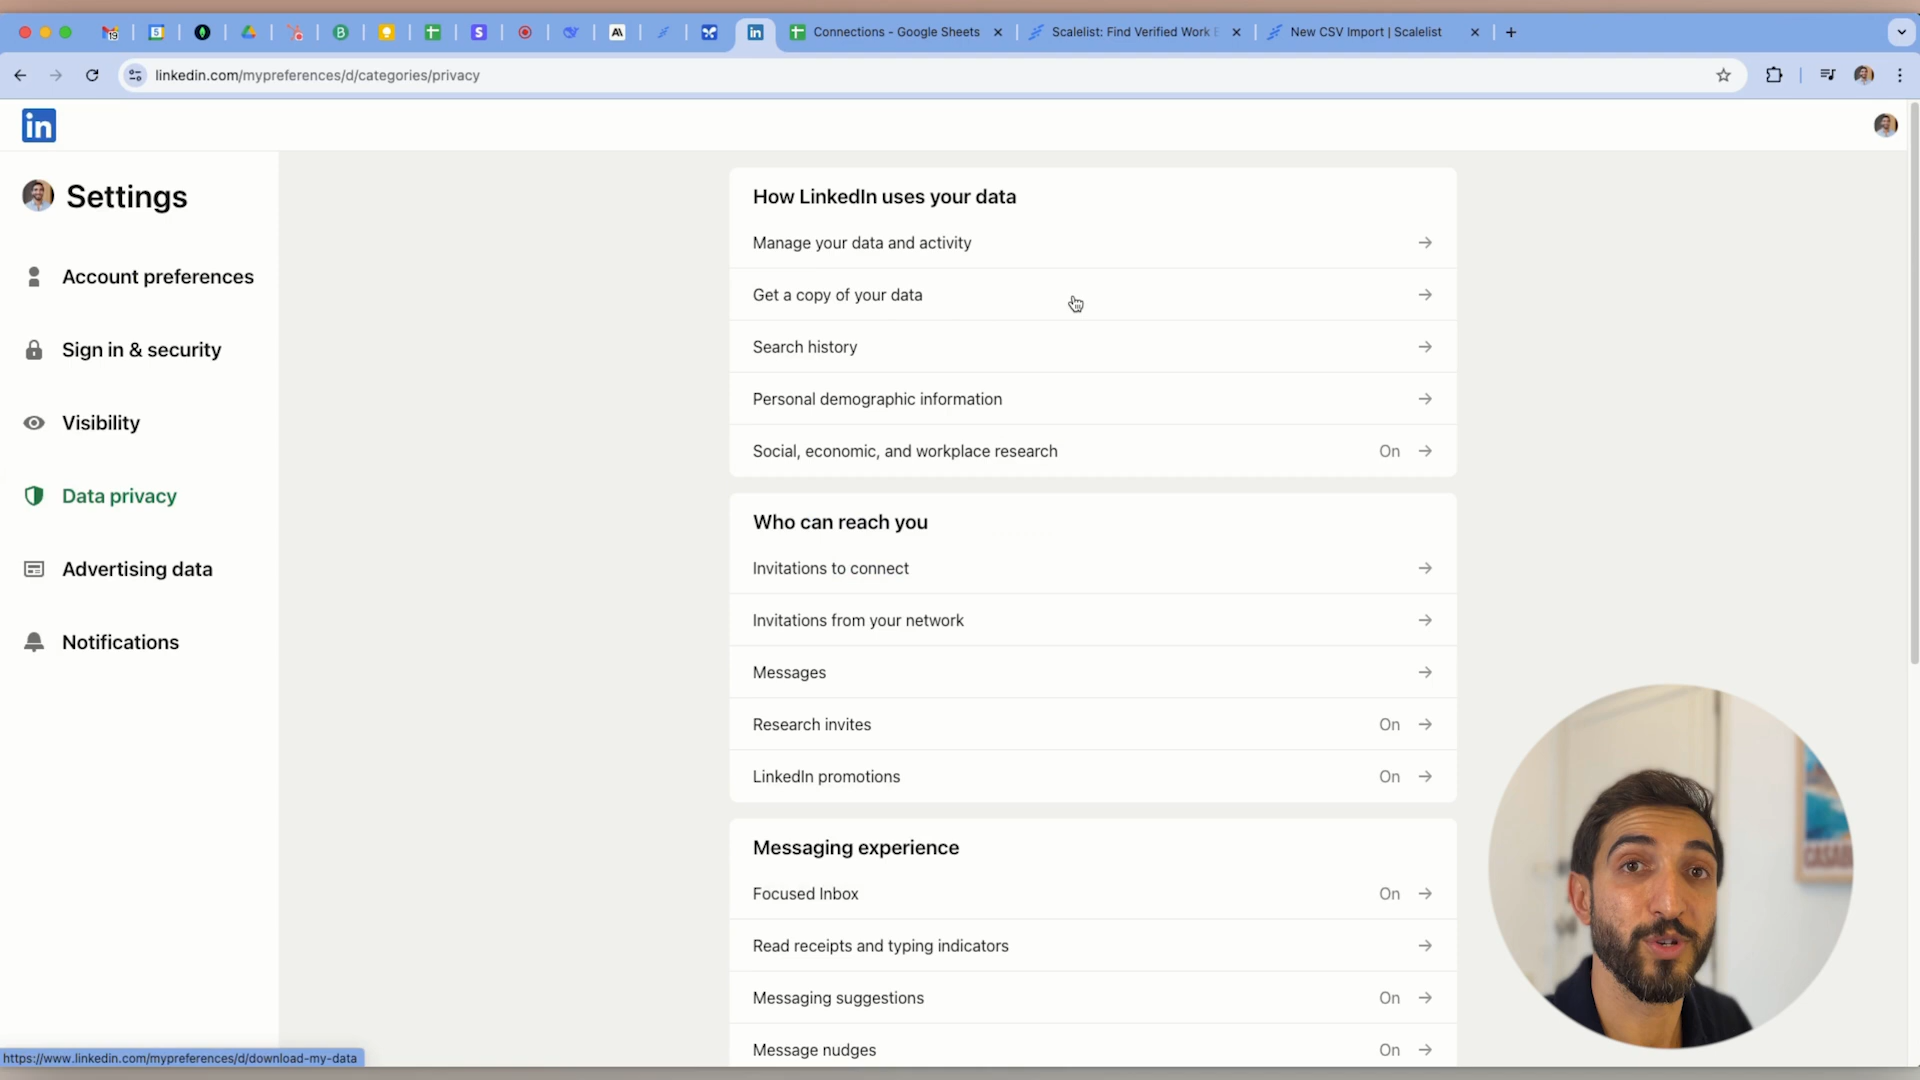 Connections - Google Sheets
Scalelist: Find Verified Work E
New CSV Import | Scalelist
linkedin.com/mypreferences/d/categories/privacy
in
Settings
Account preferences
Sign in & security
Visibility
Data privacy
Advertising data
Notifications
How LinkedIn uses your data
Manage your data and activity
Get a copy of your data
Search history
Personal demographic information
Social, economic, and workplace research On
Who can reach you
Invitations to connect
Invitations from your network
Messages
Research invites On
LinkedIn promotions On
Messaging experience
Focused Inbox On
Read receipts and typing indicators
Messaging suggestions On
Message nudges On
https://www.linkedin.com/mypreferences/d/download-my-data